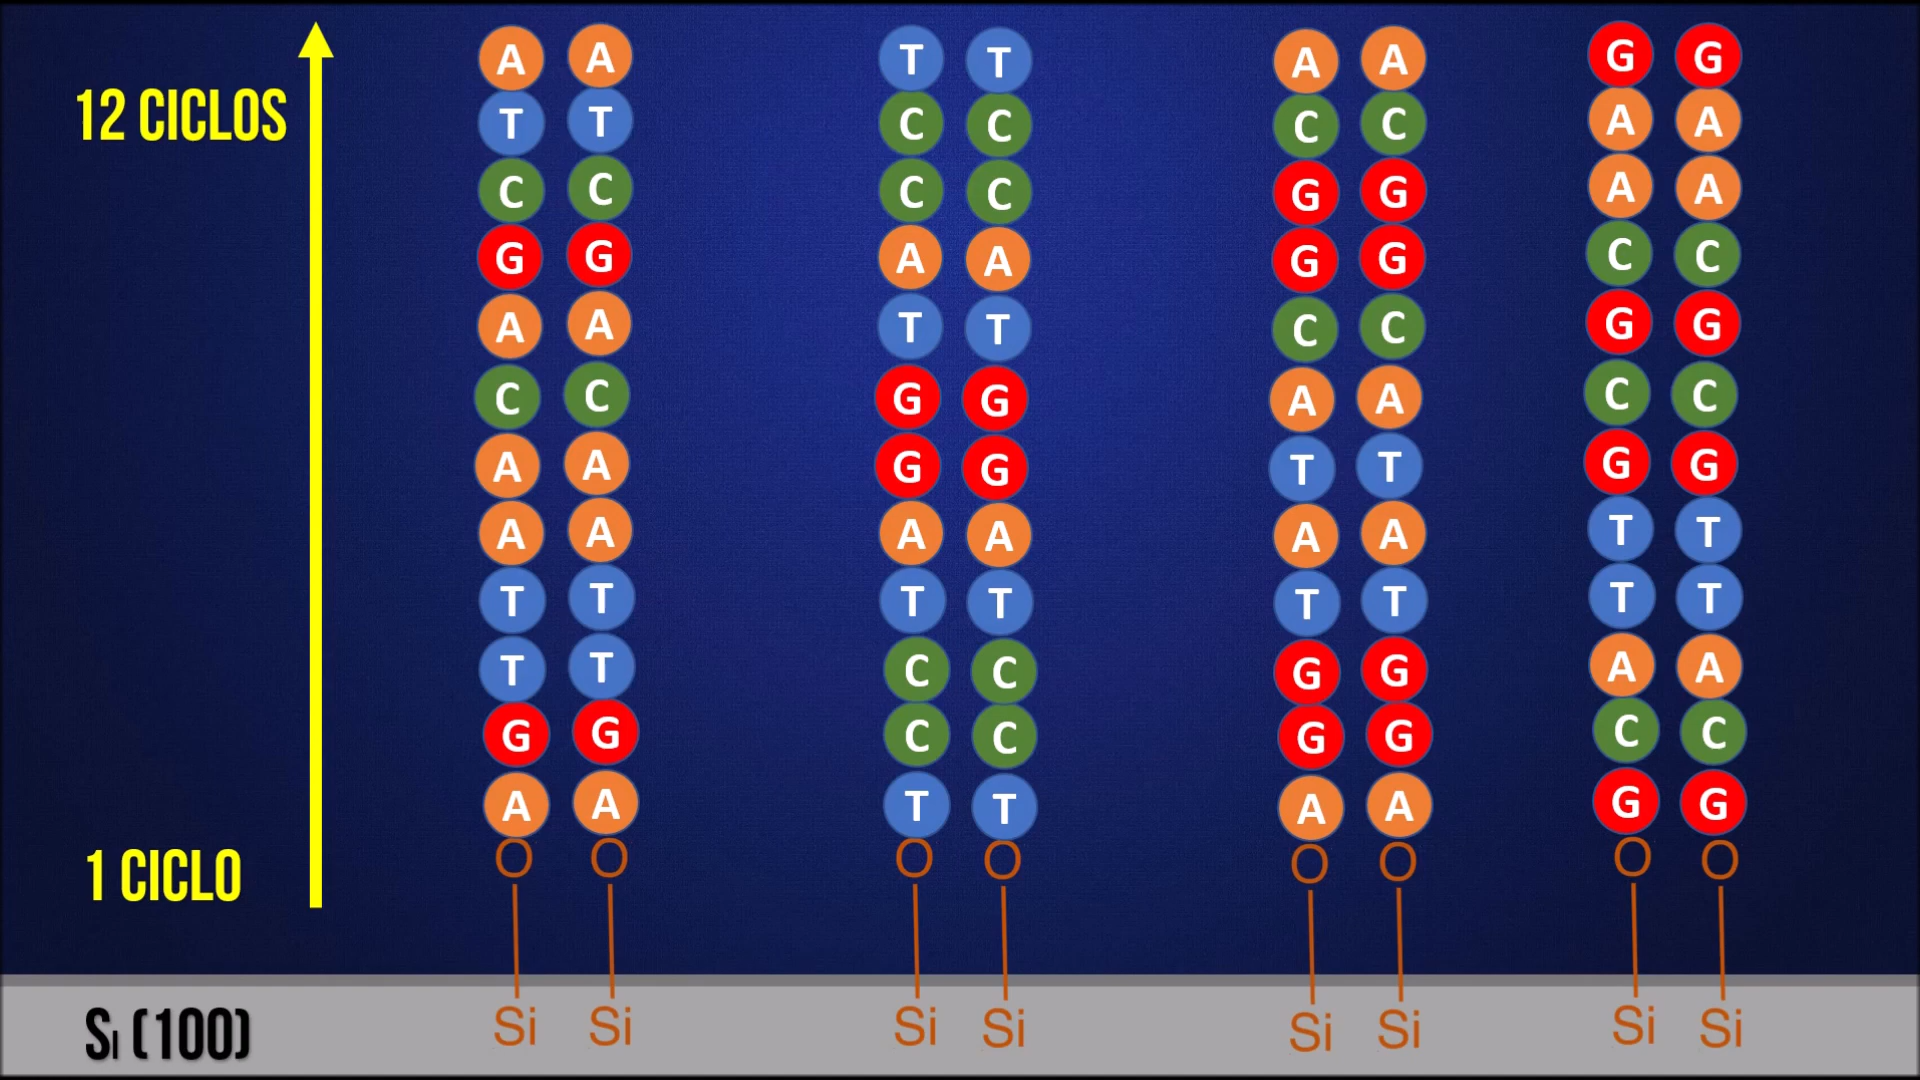 A A T T A A G G
12 CICLOS
T T C C C C A A
C C C C G G A A
G G A A G G C C
A A T T C C G G
C C G G A A C C
A A G G T T G G
A A A A A A T T
T T T T T T T T
T T C C G G A A
G G C C G G C C
A A T T A A G G
1 CICLO
O O O O O O O O
Si (100)
Si Si Si Si Si Si Si Si